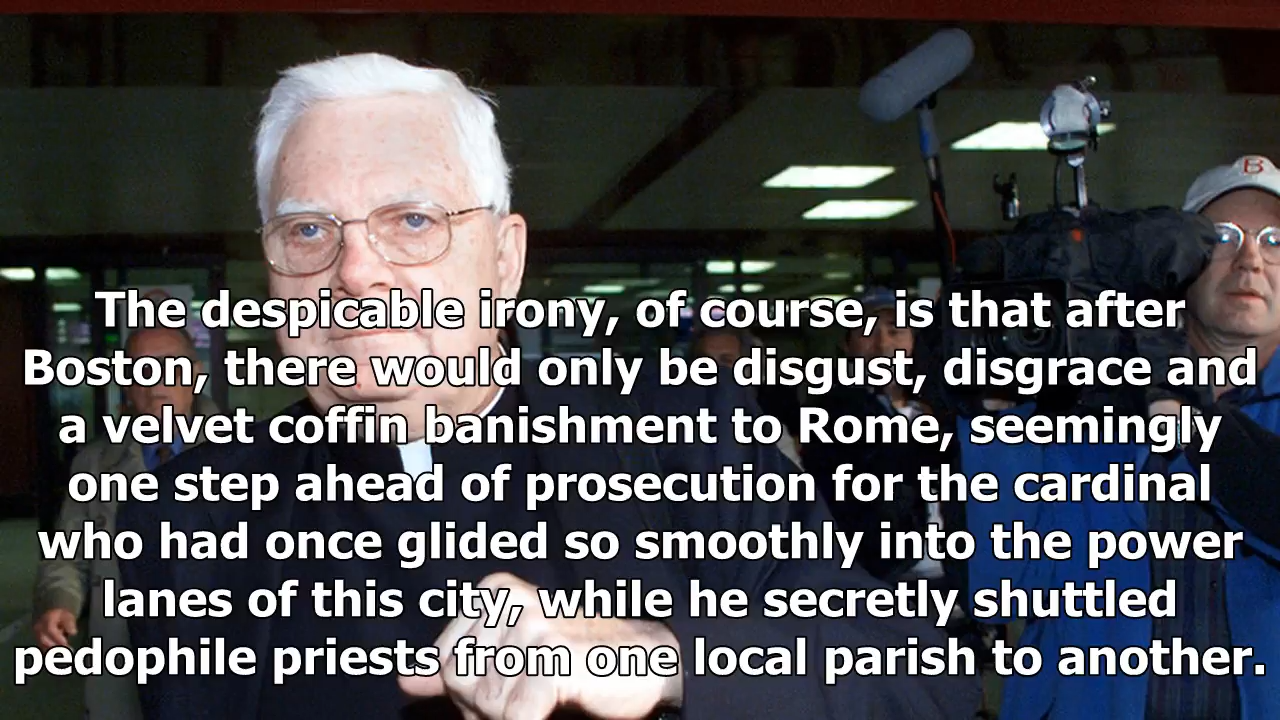 B
The despicable irony, of course, is that after
Boston, there would only be disgust, disgrace and
a velvet coffin banishment to Rome, seemingly
one step ahead of prosecution for the cardinal
who had once glided so smoothly into the power
lanes of this city, while he secretly shuttled
pedophile priests from one local parish to another.